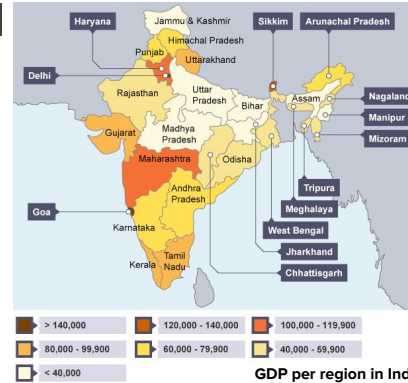 Haryana
Jammu & Kashmir
Sikkim
Arunachal Pradesh
Himachal Pradesh
Punjab
Uttarakhand
Delhi
Rajasthan
Uttar
Pradesh
Bihar
Assam
Nagaland
Manipur
Mizoram
Gujarat
Madhya
Pradesh
Maharashtra
Odisha
Tripura
Meghalaya
West Bengal
Jharkhand
Chhattisgarh
Andhra
Pradesh
Goa
Karnataka
Kerala
Tamil
Nadu
> 140,000
120,000 - 140,000
100,000 - 119,900
80,000 - 99,900
60,000 - 79,900
40,000 - 59,900
< 40,000
GDP per region in Ind